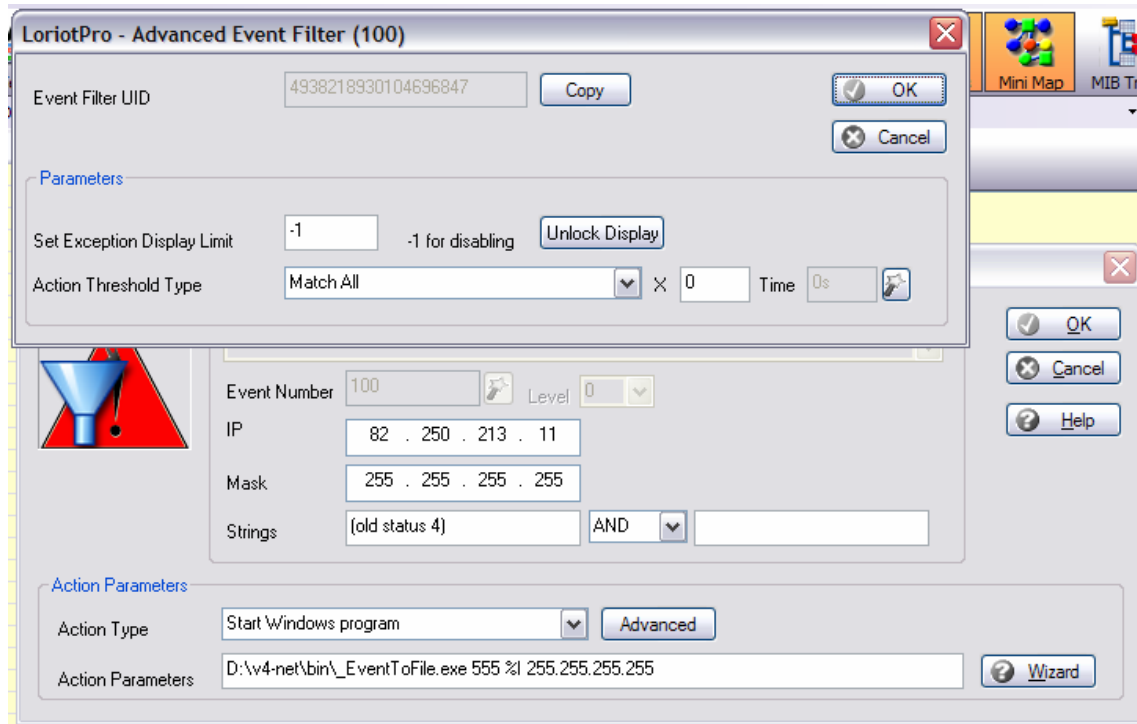 LoriotPro - Advanced Event Filter (100)
Mini Map
Event Filter UID 4938218930104696847 Copy OK
Cancel
Parameters
Set Exception Display Limit -1 -1 for disabling Unlock Display
Action Threshold Type Match All X 0 Time 0s
OK
Cancel
Help
Event Number 100 Level 0
IP 82 . 250 . 213 . 11
Mask 255 . 255 . 255 . 255
Strings (old status 4) AND
Action Parameters
Action Type Start Windows program Advanced
Action Parameters D:\v4-net\bin\_EventToFile.exe 555 %I 255.255.255.255 Wizard